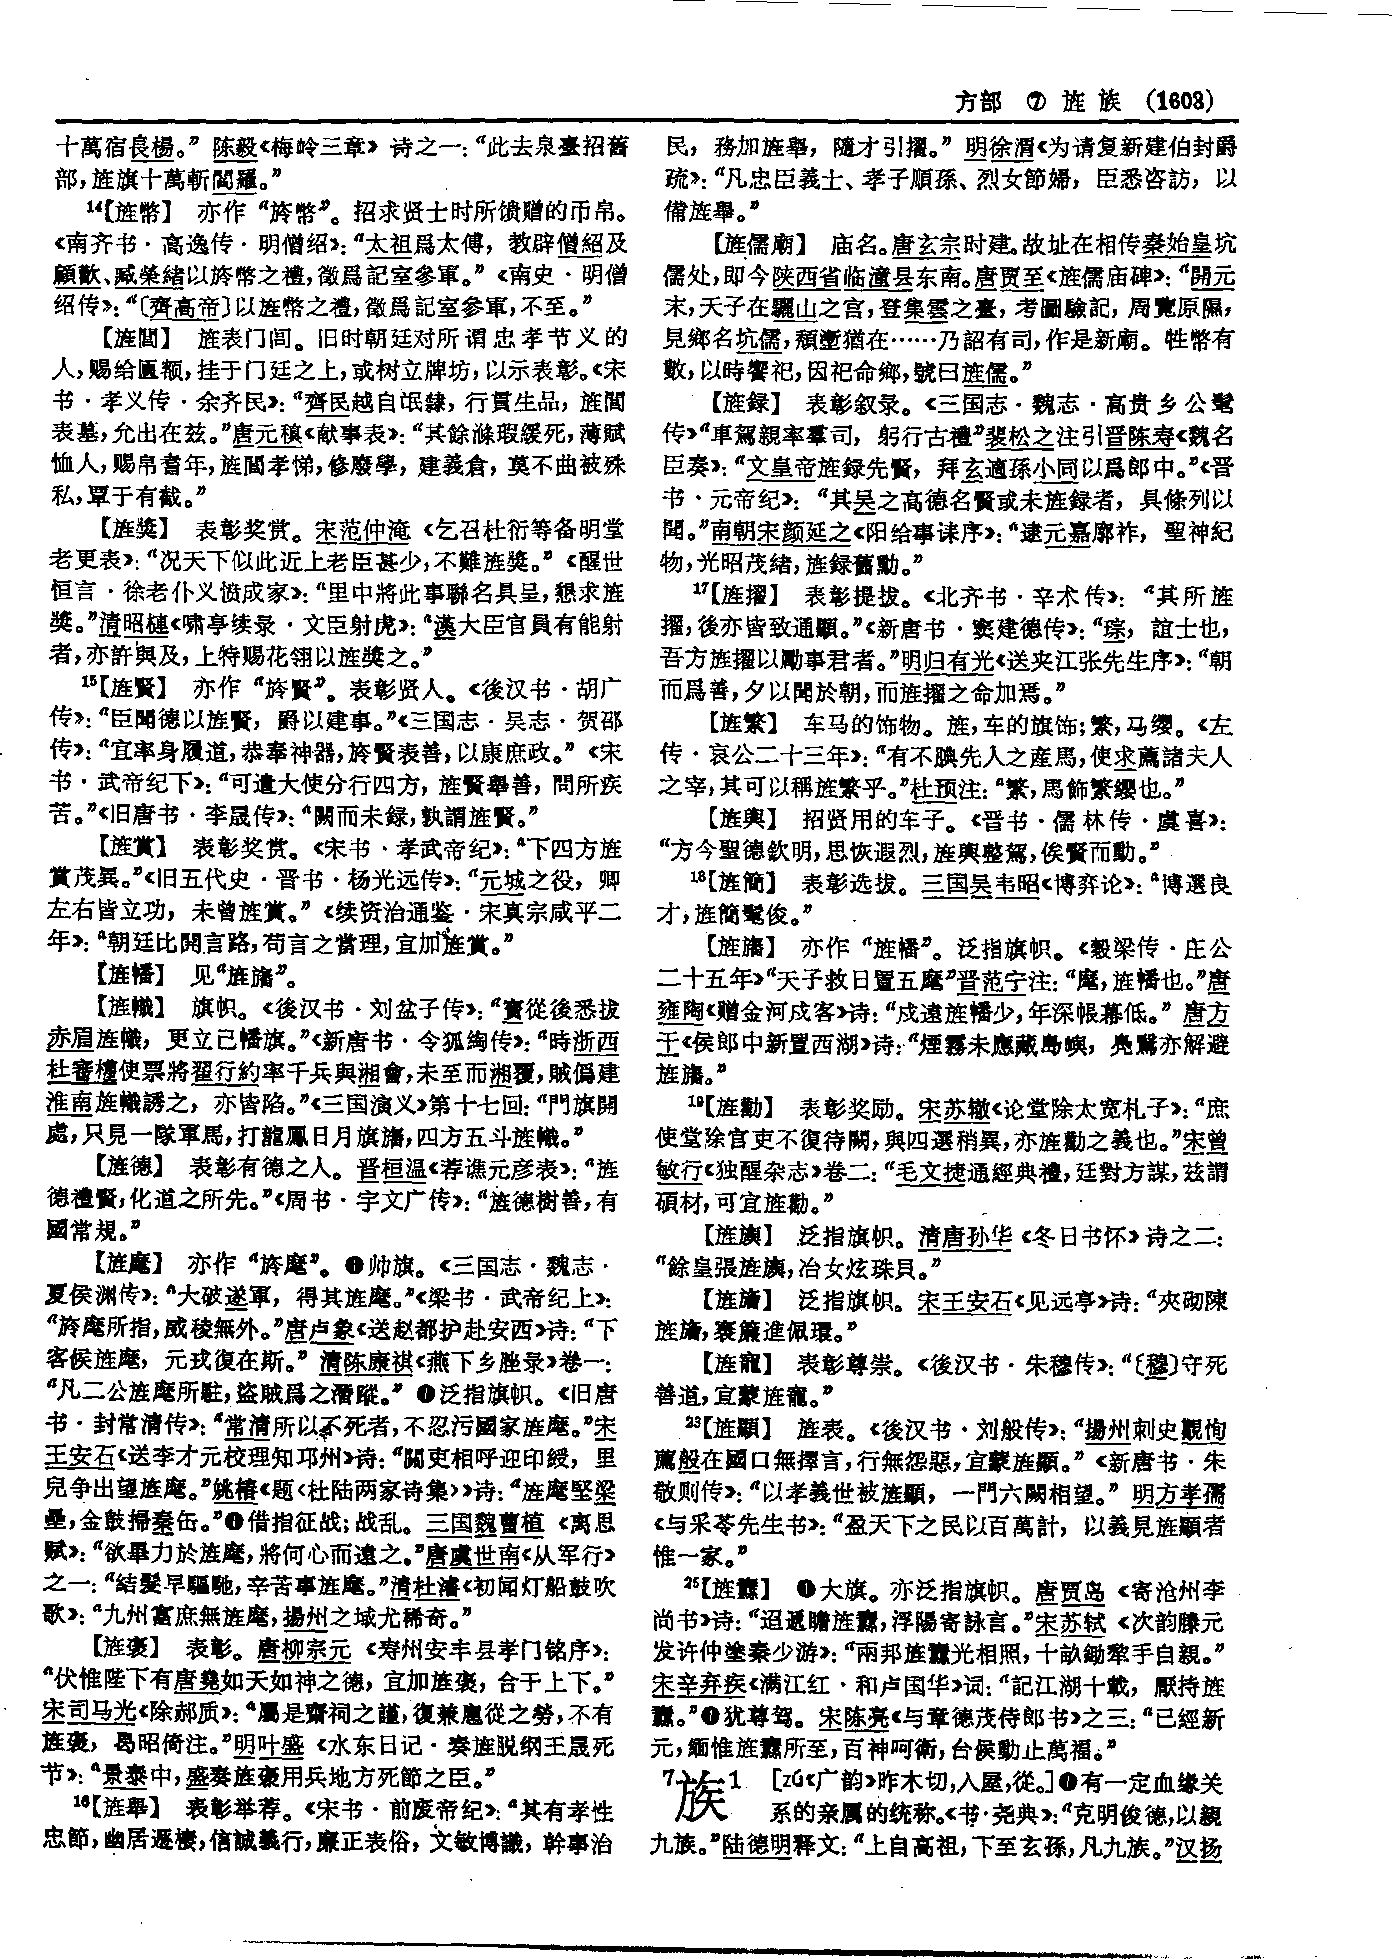 方部 ⑦ 旌 族 (1603)
十萬宿長楊。”陈毅《梅岭三章》诗之一：“此去泉臺招舊
部，旌旗十萬斬閻羅。”
14【旌幣】 亦作“旍幣”。招求贤士时所馈赠的币帛。
《南齐书·高逸传·明僧绍》：“太祖爲太傅，教辟僧紹及
顧歡、臧榮緒以旍幣之禮，徵爲記室參軍。”《南史·明僧
绍传》：“〔齊高帝〕以旌幣之禮，徵爲記室參軍，不至。”
【旌閭】 旌表门闾。旧时朝廷对所谓忠孝节义的
人，赐给匾额，挂于门廷之上，或树立牌坊，以示表彰。《宋
书·孝义传·余齐民》：“齊民越自氓隸，行貫生品，旌閭
表墓，允出在兹。”唐元稹《献事表》：“其餘滌瑕緩死，薄賦
恤人，赐帛耆年，旌閭孝悌，修廢學，建義倉，莫不曲被殊
私，覃于有截。”
【旌獎】 表彰奖赏。宋范仲淹《乞召杜衍等备明堂
老更表》：“况天下似此近上老臣甚少，不難旌獎。”《醒世
恒言·徐老仆义愤成家》：“里中將此事聯名具呈，懇求旌
獎。”清昭槤《啸亭续录·文臣射虎》：“漢大臣官員有能射
者，亦許與及，上特赐花翎以旌獎之。”
15【旌賢】 亦作“旍賢”。表彰贤人。《後汉书·胡广
传》：“臣聞德以旌賢，爵以建事。”《三国志·吴志·贺邵
传》：“宜率身履道，恭奉神器，旍賢表善，以康庶政。”《宋
书·武帝纪下》：“可遣大使分行四方，旌賢舉善，問所疾
苦。”《旧唐书·李晟传》：“闕而未録，孰謂旌賢。”
【旌賞】 表彰奖赏。《宋书·孝武帝纪》：“下四方旌
賞茂異。”《旧五代史·晋书·杨光远传》：“元城之役，卿
左右皆立功，未曾旌賞。”《续资治通鉴·宋真宗咸平二
年》：“朝廷比開言路，苟言之當理，宜加旌賞。”
【旌幡】 见“旌旛”。
【旌幟】 旗帜。《後汉书·刘盆子传》：“寶從後悉拔
赤眉旌幟，更立己幡旗。”《新唐书·令狐绹传》：“時浙西
杜審權使票將翟行約率千兵與湘會，未至而湘覆，賊僞建
淮南旌幟誘之，亦皆陷。”《三国演义》第十七回：“門旗開
處，只見一隊軍馬，打龍鳳日月旗旛，四方五斗旌幟。”
【旌德】 表彰有德之人。晋桓温《荐谯元彦表》：“旌
德禮賢，化道之所先。”《周书·宇文广传》：“旌德樹善，有
國常規。”
【旌麾】 亦作“旍麾”。❶帅旗。《三国志·魏志·
夏侯渊传》：“大破遂軍，得其旌麾。”《梁书·武帝纪上》：
“旍麾所指，威稜無外。”唐卢象《送赵都护赴安西》诗：“下
客候旌麾，元戎復在斯。”清陈康祺《燕下乡脞录》卷一：
“凡二公旌麾所駐，盜賊爲之潛蹤。”❷泛指旗帜。《旧唐
书·封常清传》：“常清所以不死者，不忍污國家旌麾。”宋
王安石《送李才元校理知邛州》诗：“關吏相呼迎印綬，里
兒争出望旌麾。”姚椿《题〈杜陆两家诗集〉》诗：“旌麾堅梁
壘，金鼓掃秦缶。”❸借指征战；战乱。三国魏曹植《离思
赋》：“欲畢力於旌麾，將何心而遠之。”唐虞世南《从军行》
之一：“結髮早驅馳，辛苦事旌麾。”清杜濬《初闻灯船鼓吹
歌》：“九州富庶無旌麾，揚州之域尤稀奇。”
【旌褒】 表彰。唐柳宗元《寿州安丰县孝门铭序》：
“伏惟陛下有唐堯如天如神之德，宜加旌褒，合于上下。”
宋司马光《除郝质》：“屬是齋祠之謹，復兼扈從之勞，不有
旌褒，曷昭倚注。”明叶盛《水东日记·奏旌脱纲王晟死
节》：“景泰中，盛奏旌褒用兵地方死節之臣。”
16【旌舉】 表彰举荐。《宋书·前废帝纪》：“其有孝性
忠節，幽居遯棲，信誠義行，廉正表俗，文敏博識，幹事治
民，務加旌舉，隨才引擢。”明徐渭《为请复新建伯封爵
疏》：“凡忠臣義士、孝子順孫、烈女節婦，臣悉咨訪，以
備旌舉。”
【旌儒廟】 庙名。唐玄宗时建。故址在相传秦始皇坑
儒处，即今陕西省临潼县东南。唐贾至《旌儒庙碑》：“開元
末，天子在驪山之宫，登集雲之臺，考圖驗記，周覽原隰，
見鄉名坑儒，頹壍猶在……乃詔有司，作是新廟。牲幣有
數，以時饗祀，因祀命鄉，號曰旌儒。”
【旌録】 表彰叙录。《三国志·魏志·高贵乡公髦
传》“車駕親率羣司，躬行古禮”裴松之注引晋陈寿《魏名
臣奏》：“文皇帝旌録先賢，拜玄適孫小同以爲郎中。”《晋
书·元帝纪》：“其吴之高德名賢或未旌録者，具條列以
聞。”南朝宋颜延之《阳给事诔序》：“逮元嘉廓祚，聖神紀
物，光昭茂緒，旌録舊勳。”
17【旌擢】 表彰提拔。《北齐书·辛术传》：“其所旌
擢，後亦皆致通顯。”《新唐书·窦建德传》：“琮，誼士也，
吾方旌擢以勵事君者。”明归有光《送夹江张先生序》：“朝
而爲善，夕以聞於朝，而旌擢之命加焉。”
【旌繁】 车马的饰物。旌，车的旗饰；繁，马缨。《左
传·哀公二十三年》：“有不腆先人之産馬，使求薦諸夫人
之宰，其可以稱旌繁乎。”杜预注：“繁，馬飾繁纓也。”
【旌輿】 招贤用的车子。《晋书·儒林传·虞喜》：
“方今聖德欽明，思恢遐烈，旌輿整駕，俟賢而動。”
18【旌簡】 表彰选拔。三国吴韦昭《博弈论》：“博選良
才，旌簡髦俊。”
【旌旛】 亦作“旌幡”。泛指旗帜。《穀梁传·庄公
二十五年》“天子救日置五麾”晋范宁注：“麾，旌幡也。”唐
雍陶《赠金河戍客》诗：“戍遠旌幡少，年深帳幕低。”唐方
干《侯郎中新置西湖》诗：“煙霧未應藏島嶼，鳧鷖亦解避
旌旛。”
19【旌勸】 表彰奖励。宋苏辙《论堂除太宽札子》：“庶
使堂除官吏不復待闕，與四選稍異，亦旌勸之義也。”宋曾
敏行《独醒杂志》卷二：“毛文捷通經典禮，廷對方謀，兹謂
碩材，可宜旌勸。”
【旌旟】 泛指旗帜。清唐孙华《冬日书怀》诗之二：
“餘皇張旌旟，冶女炫珠貝。”
【旌旜】 泛指旗帜。宋王安石《见远亭》诗：“夾砌陳
旌旜，褰簾進佩環。”
【旌寵】 表彰尊崇。《後汉书·朱穆传》：“〔穆〕守死
善道，宜蒙旌寵。”
23【旌顯】 旌表。《後汉书·刘般传》：“揚州刺史觀恂
薦般在國口無擇言，行無怨惡，宜蒙旌顯。”《新唐书·朱
敬则传》：“以孝義世被旌顯，一門六闕相望。”明方孝孺
《与采苓先生书》：“盈天下之民以百萬計，以義見旌顯者
惟一家。”
25【旌纛】 ❶大旗。亦泛指旗帜。唐贾岛《寄沧州李
尚书》诗：“迢遞瞻旌纛，浮陽寄詠言。”宋苏轼《次韵滕元
发许仲塗秦少游》：“兩邦旌纛光相照，十畝鋤犂手自親。”
宋辛弃疾《满江红·和卢国华》词：“記江湖十載，厭持旌
纛。”❷犹尊驾。宋陈亮《与章德茂侍郎书》之三：“已經新
元，緬惟旌纛所至，百神呵衛，台候動止萬福。”
7族1 [zú《广韵》昨木切，入屋，從。]❶有一定血缘关
系的亲属的统称。《书·尧典》：“克明俊德，以親
九族。”陆德明释文：“上自高祖，下至玄孫，凡九族。”汉扬